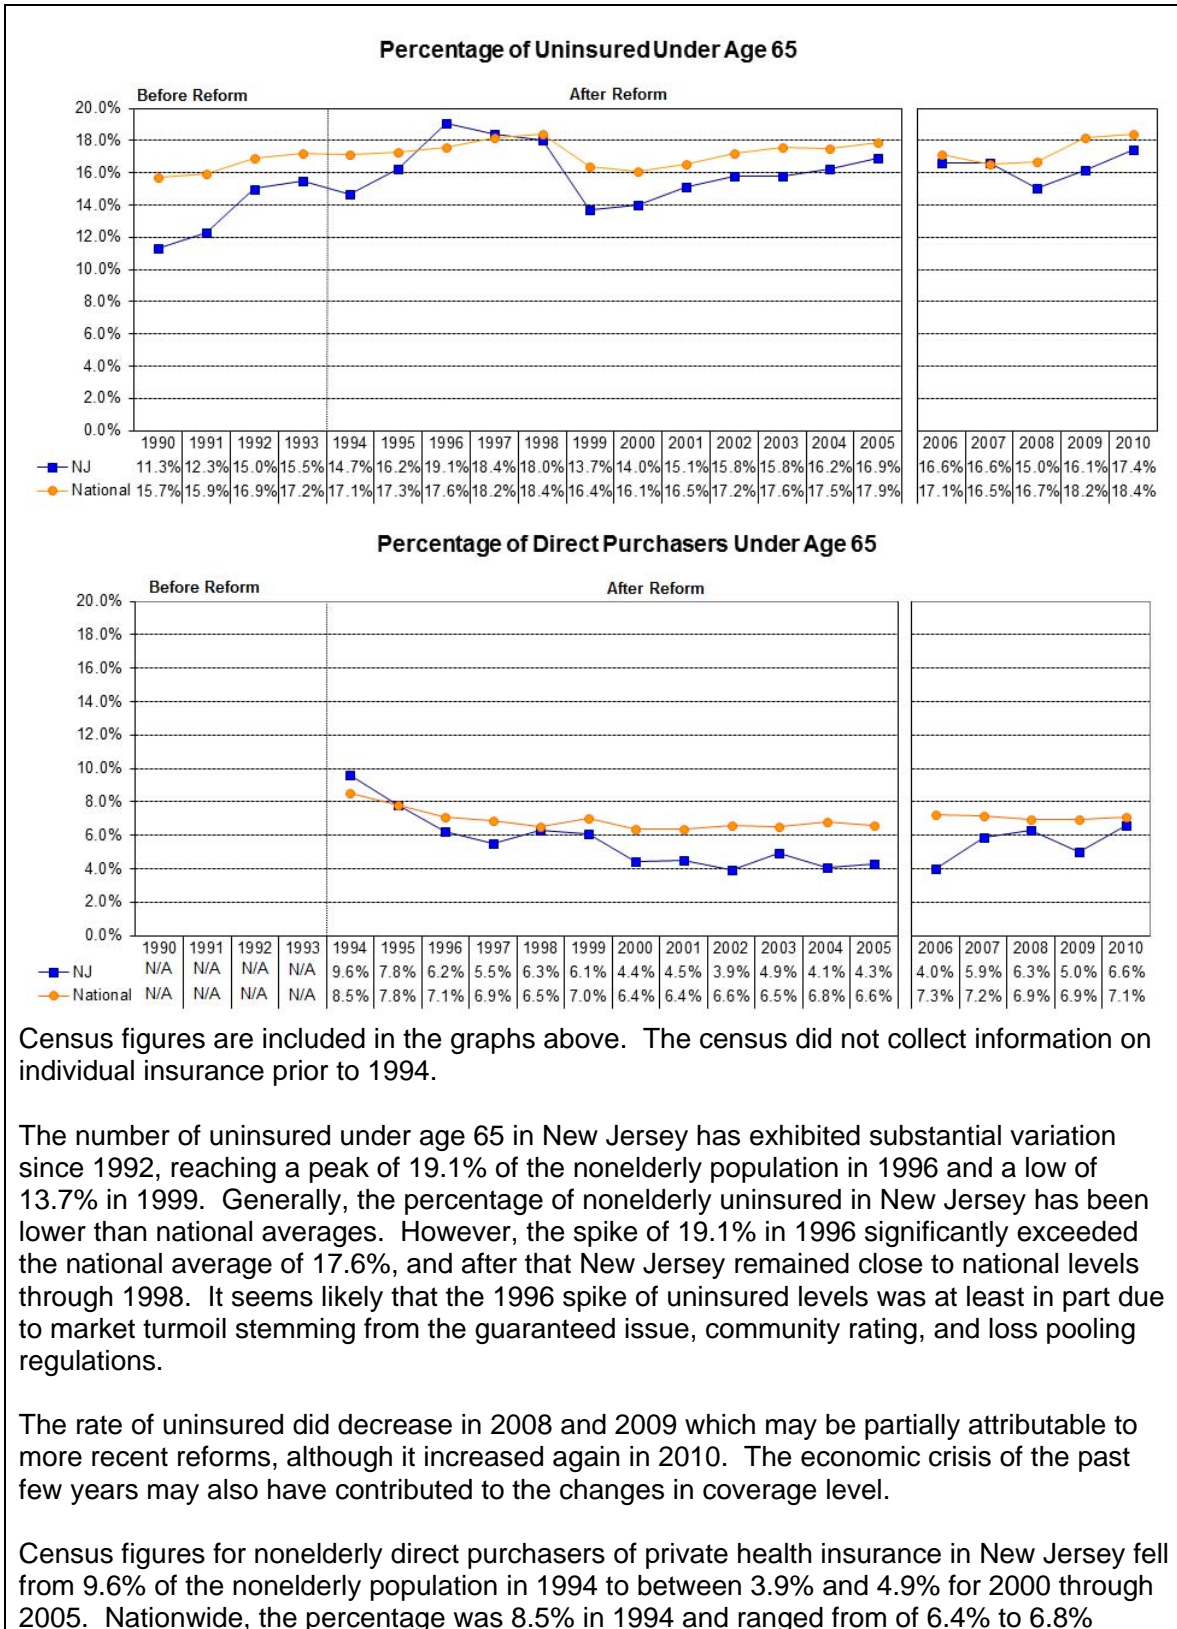 Percentage of Uninsured Under Age 65
Before Reform After Reform
20.0%
18.0%
16.0%
14.0%
12.0%
10.0%
8.0%
6.0%
4.0%
2.0%
0.0%
1990 1991 1992 1993 1994 1995 1996 1997 1998 1999 2000 2001 2002 2003 2004 2005 2006 2007 2008 2009 2010
NJ 11.3% 12.3% 15.0% 15.5% 14.7% 16.2% 19.1% 18.4% 18.0% 13.7% 14.0% 15.1% 15.8% 15.8% 16.2% 16.9% 16.6% 16.6% 15.0% 16.1% 17.4%
National 15.7% 15.9% 16.9% 17.2% 17.1% 17.3% 17.6% 18.2% 18.4% 16.4% 16.1% 16.5% 17.2% 17.6% 17.5% 17.9% 17.1% 16.5% 16.7% 18.2% 18.4%
Percentage of Direct Purchasers Under Age 65
Before Reform After Reform
20.0%
18.0%
16.0%
14.0%
12.0%
10.0%
8.0%
6.0%
4.0%
2.0%
0.0%
1990 1991 1992 1993 1994 1995 1996 1997 1998 1999 2000 2001 2002 2003 2004 2005 2006 2007 2008 2009 2010
NJ N/A N/A N/A N/A 9.6% 7.8% 6.2% 5.5% 6.3% 6.1% 4.4% 4.5% 3.9% 4.9% 4.1% 4.3% 4.0% 5.9% 6.3% 5.0% 6.6%
National N/A N/A N/A N/A 8.5% 7.8% 7.1% 6.9% 6.5% 7.0% 6.4% 6.4% 6.6% 6.5% 6.8% 6.6% 7.3% 7.2% 6.9% 6.9% 7.1%
Census figures are included in the graphs above. The census did not collect information on
individual insurance prior to 1994.
The number of uninsured under age 65 in New Jersey has exhibited substantial variation
since 1992, reaching a peak of 19.1% of the nonelderly population in 1996 and a low of
13.7% in 1999. Generally, the percentage of nonelderly uninsured in New Jersey has been
lower than national averages. However, the spike of 19.1% in 1996 significantly exceeded
the national average of 17.6%, and after that New Jersey remained close to national levels
through 1998. It seems likely that the 1996 spike of uninsured levels was at least in part due
to market turmoil stemming from the guaranteed issue, community rating, and loss pooling
regulations.
The rate of uninsured did decrease in 2008 and 2009 which may be partially attributable to
more recent reforms, although it increased again in 2010. The economic crisis of the past
few years may also have contributed to the changes in coverage level.
Census figures for nonelderly direct purchasers of private health insurance in New Jersey fell
from 9.6% of the nonelderly population in 1994 to between 3.9% and 4.9% for 2000 through
2005. Nationwide, the percentage was 8.5% in 1994 and ranged from of 6.4% to 6.8%